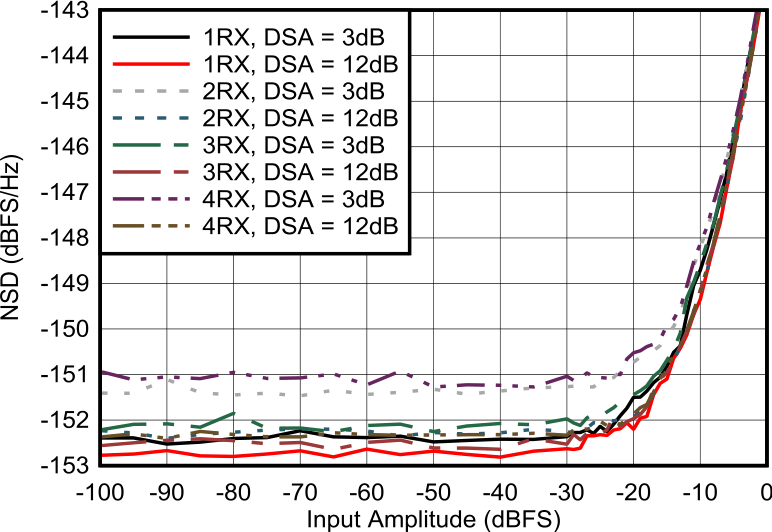 -143
-144
-145
-146
-147
-148
-149
-150
-151
-152
-153
NSD (dBFS/Hz)
1RX, DSA = 3dB
1RX, DSA = 12dB
2RX, DSA = 3dB
2RX, DSA = 12dB
3RX, DSA = 3dB
3RX, DSA = 12dB
4RX, DSA = 3dB
4RX, DSA = 12dB
-100 -90 -80 -70 -60 -50 -40 -30 -20 -10 0
Input Amplitude (dBFS)